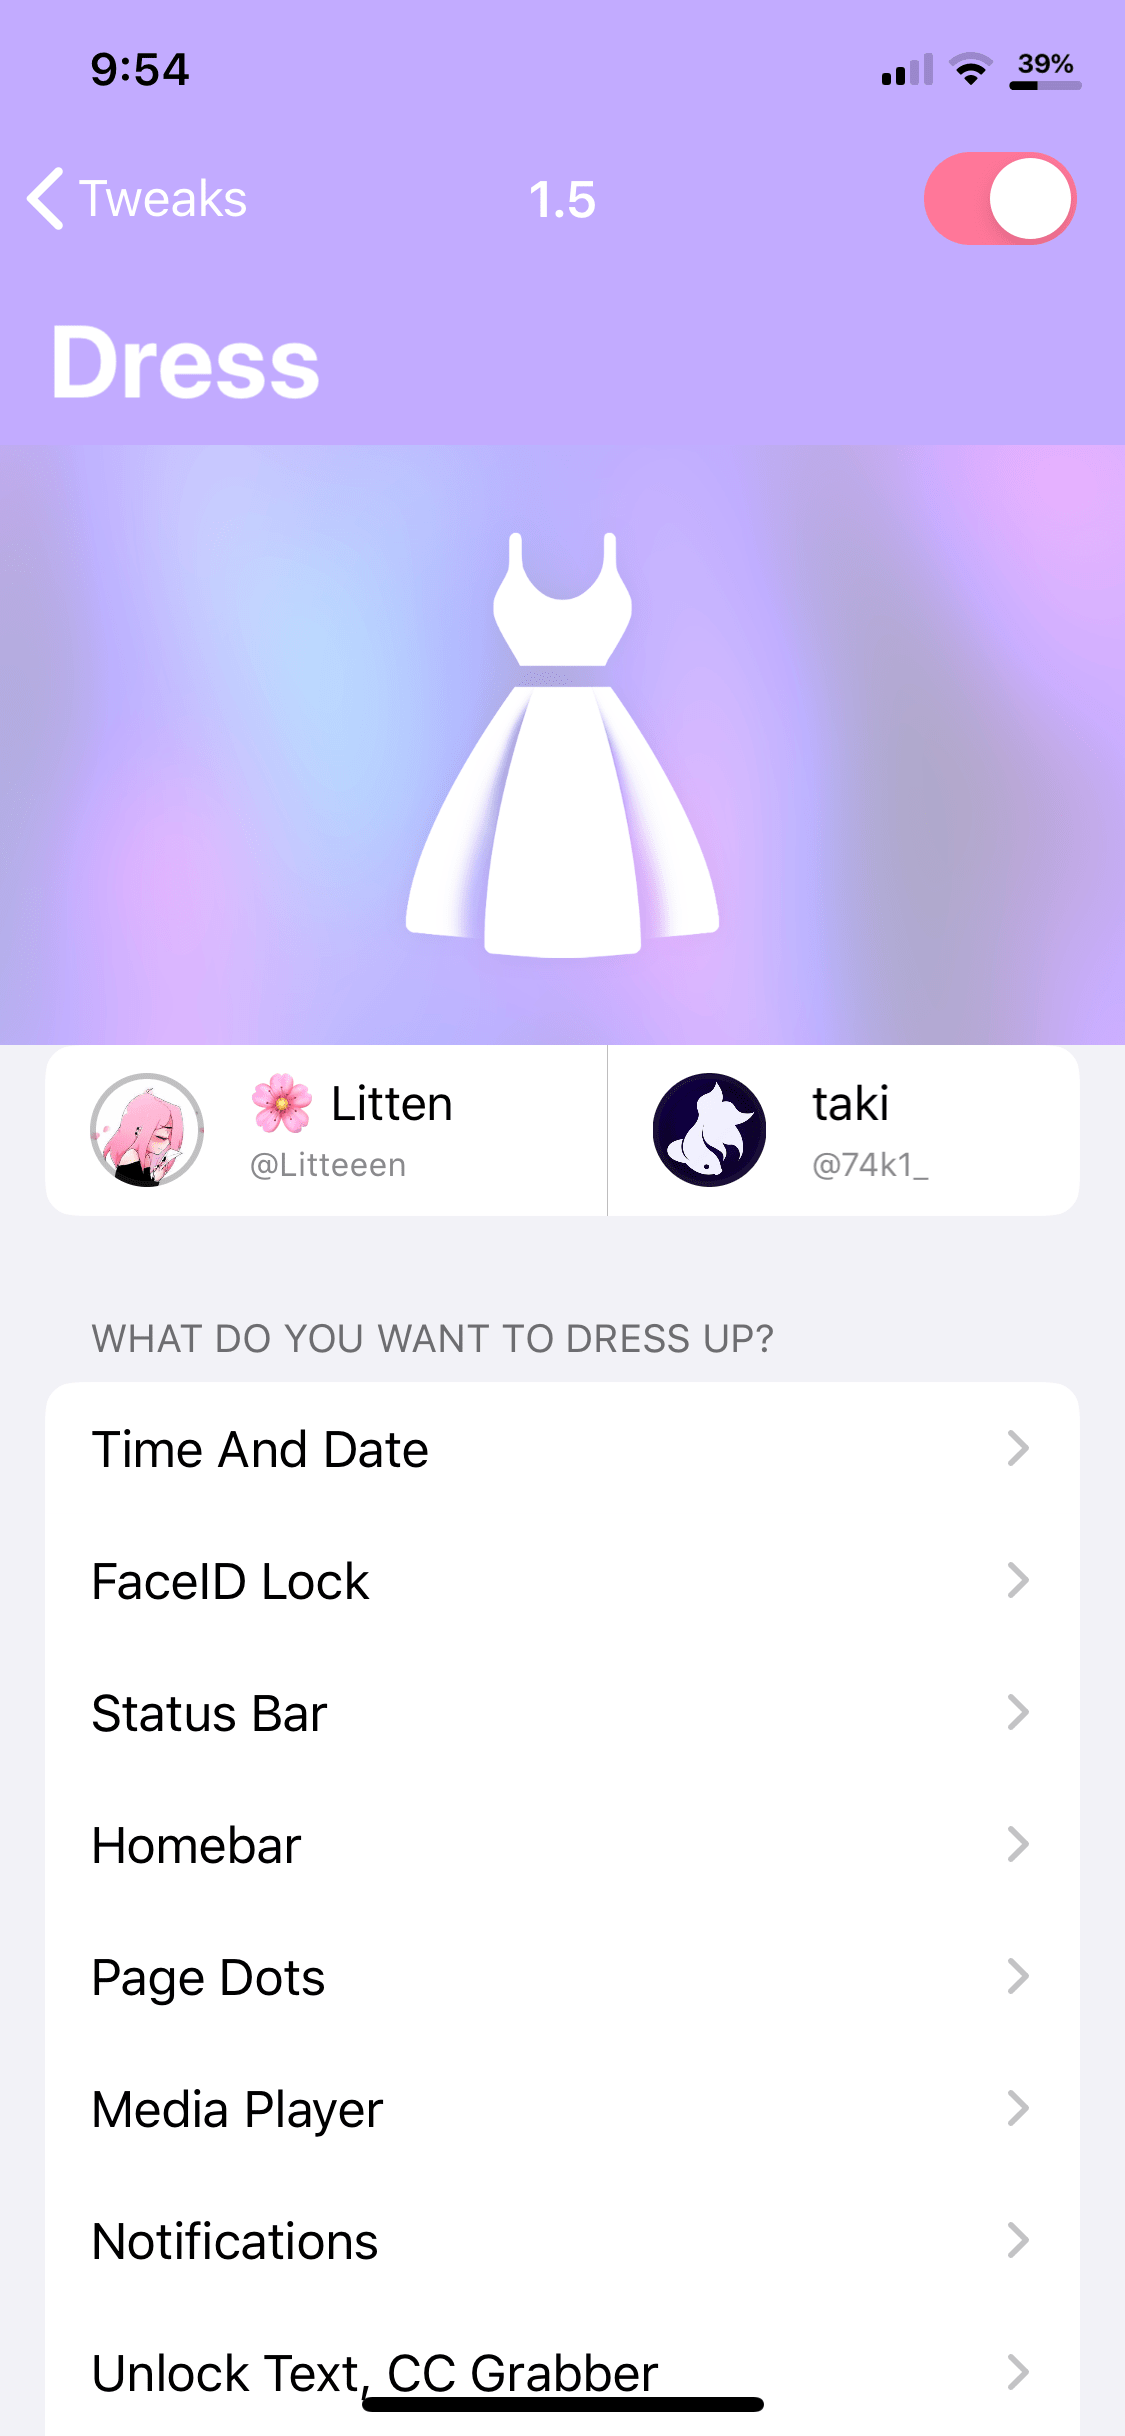 9:54
39%
Tweaks
1.5
Dress
🌸 Litten
@Litteeen
taki
@74k1_
WHAT DO YOU WANT TO DRESS UP?
Time And Date
FaceID Lock
Status Bar
Homebar
Page Dots
Media Player
Notifications
Unlock Text, CC Grabber